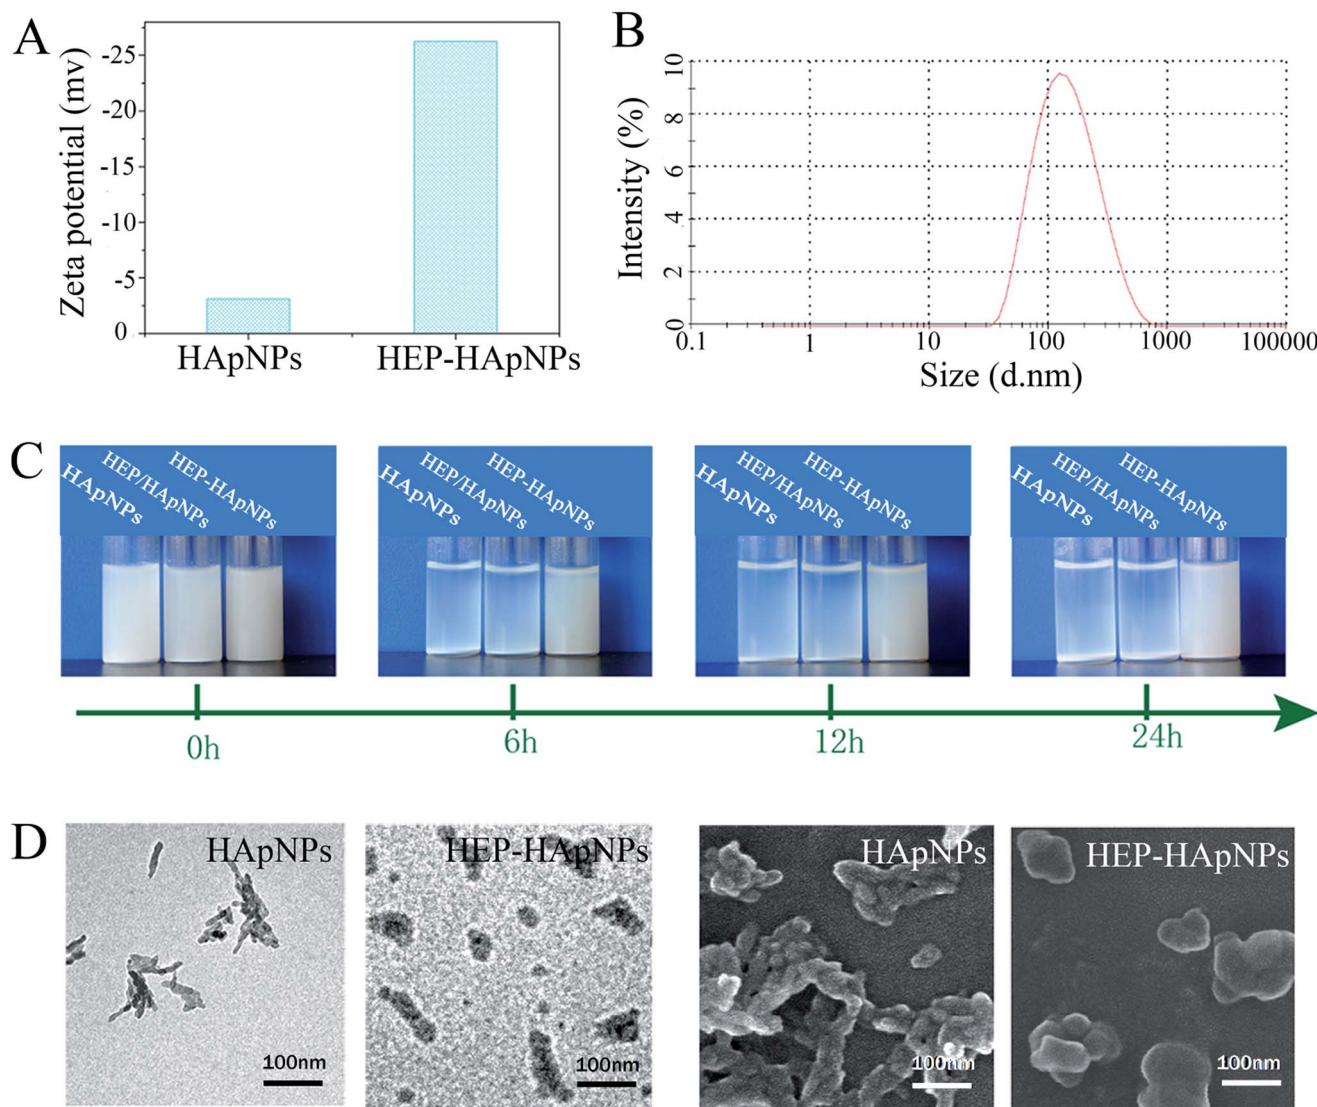 A
Zeta potential (mv)
-25
-20
-15
-10
-5
0
HApNPs
HEP-HApNPs
B
Intensity (%)
10
8
6
4
2
0
0.1
1
10
100
1000
100000
Size (d.nm)
C
HApNPs
HEP/HApNPs
HEP-HApNPs
HApNPs
HEP/HApNPs
HEP-HApNPs
HApNPs
HEP/HApNPs
HEP-HApNPs
HApNPs
HEP/HApNPs
HEP-HApNPs
0h
6h
12h
24h
D
HApNPs
100nm
HEP-HApNPs
100nm
HApNPs
100nm
HEP-HApNPs
100nm